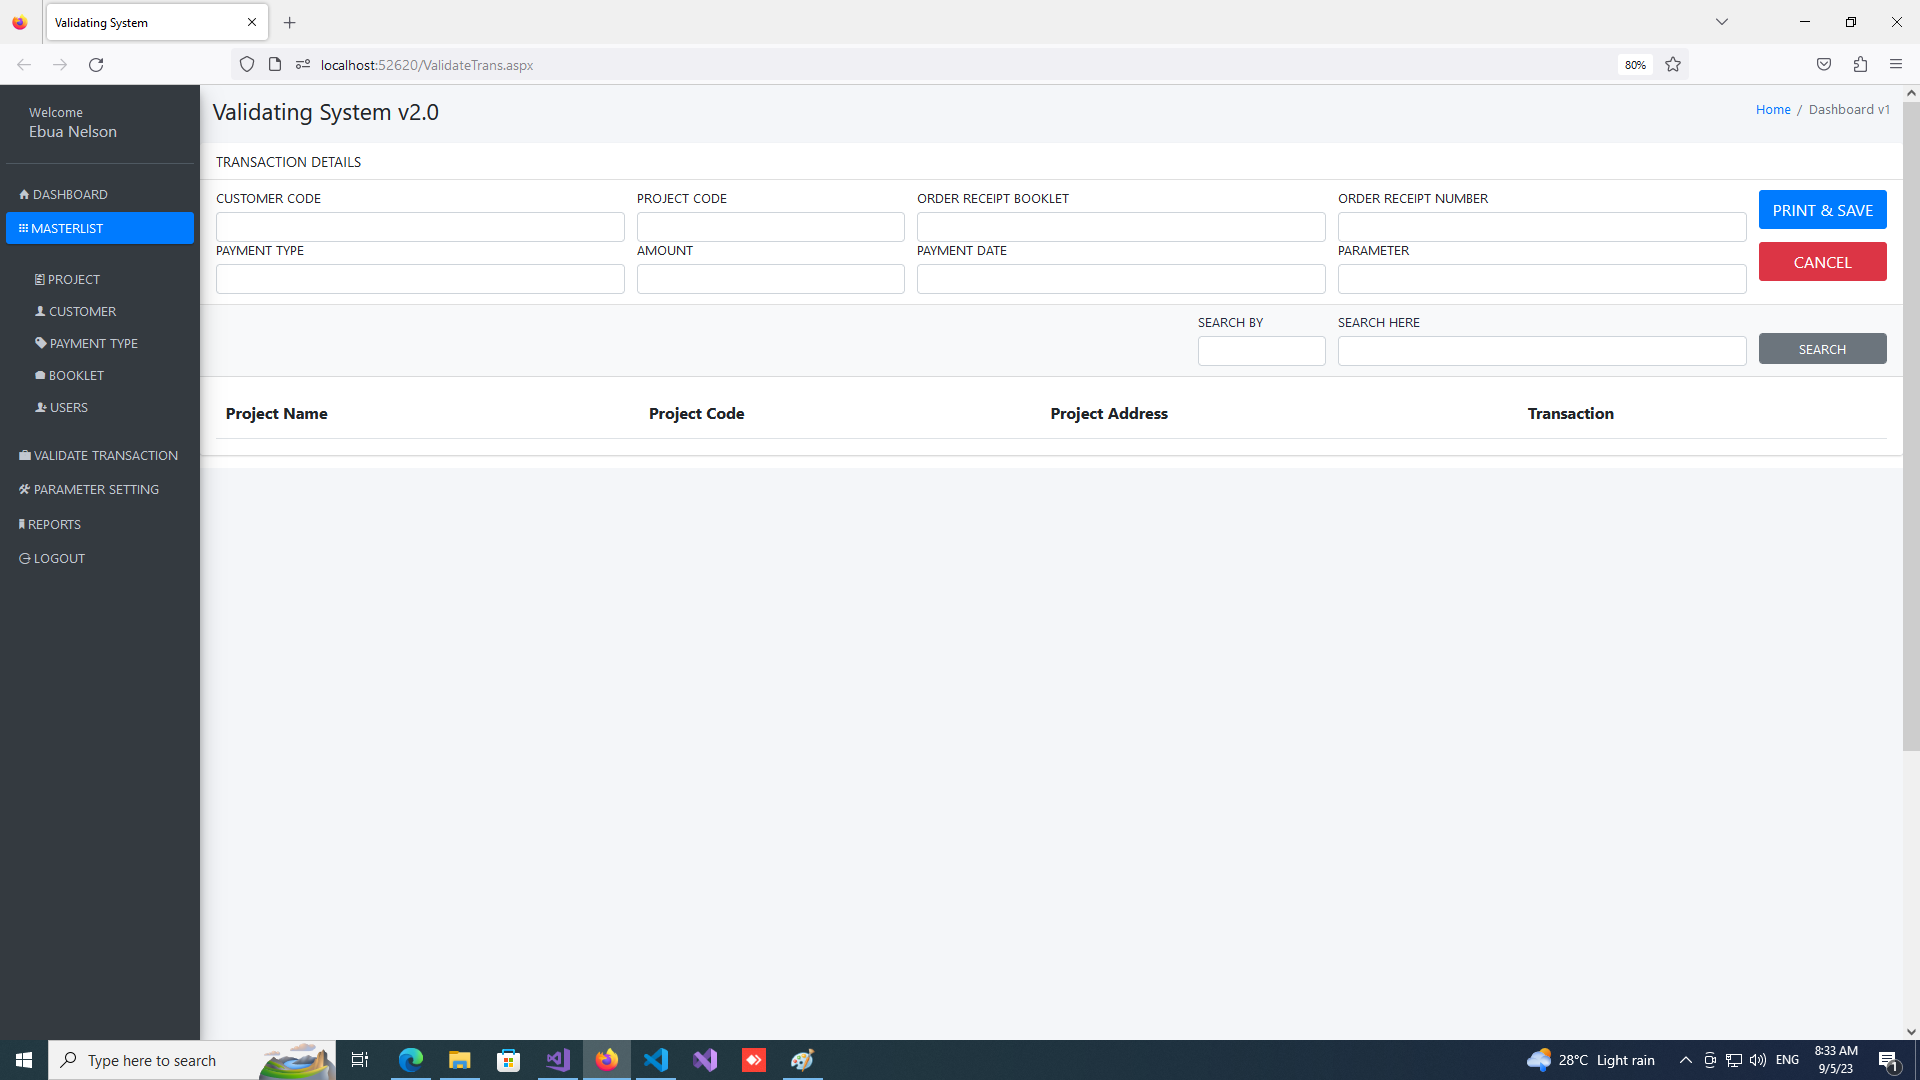 Validating System
localhost:52620/ValidateTrans.aspx
80%
Welcome
Ebua Nelson
DASHBOARD
MASTERLIST
PROJECT
CUSTOMER
PAYMENT TYPE
BOOKLET
USERS
VALIDATE TRANSACTION
PARAMETER SETTING
REPORTS
LOGOUT
Validating System v2.0
Home / Dashboard v1
TRANSACTION DETAILS
CUSTOMER CODE PROJECT CODE ORDER RECEIPT BOOKLET ORDER RECEIPT NUMBER
PRINT & SAVE
PAYMENT TYPE AMOUNT PAYMENT DATE PARAMETER
CANCEL
SEARCH BY SEARCH HERE
SEARCH
Project Name Project Code Project Address Transaction
Type here to search
28°C Light rain
ENG
8:33 AM
9/5/23
1